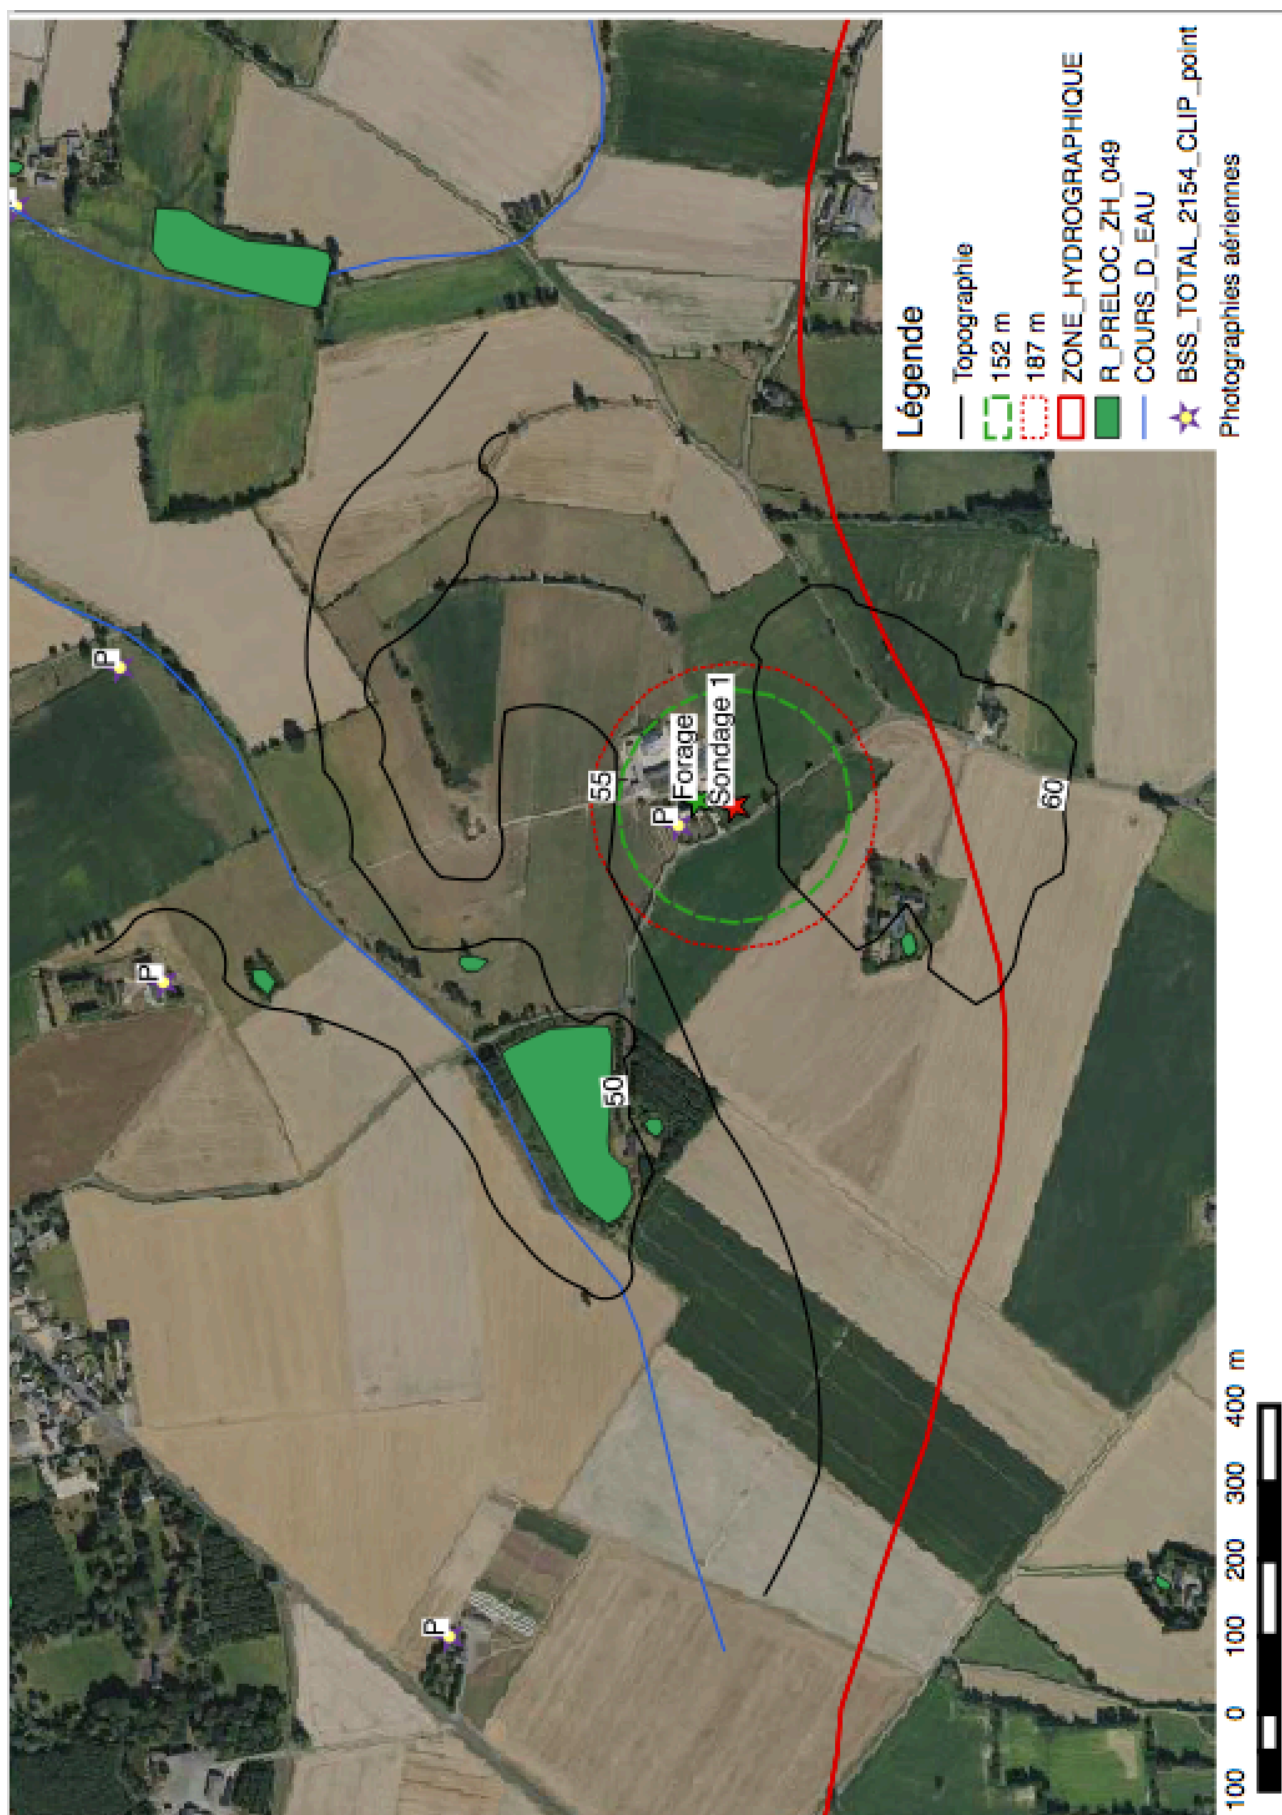 P
P
P
P
55
Forage
Sondage 1
50
60
Légende
Topographie
152 m
187 m
ZONE_HYDROGRAPHIQUE
R_PRELOC_ZH_049
COURS_D_EAU
BSS_TOTAL_2154_CLIP_point
Photographies aériennes
100 0 100 200 300 400 m